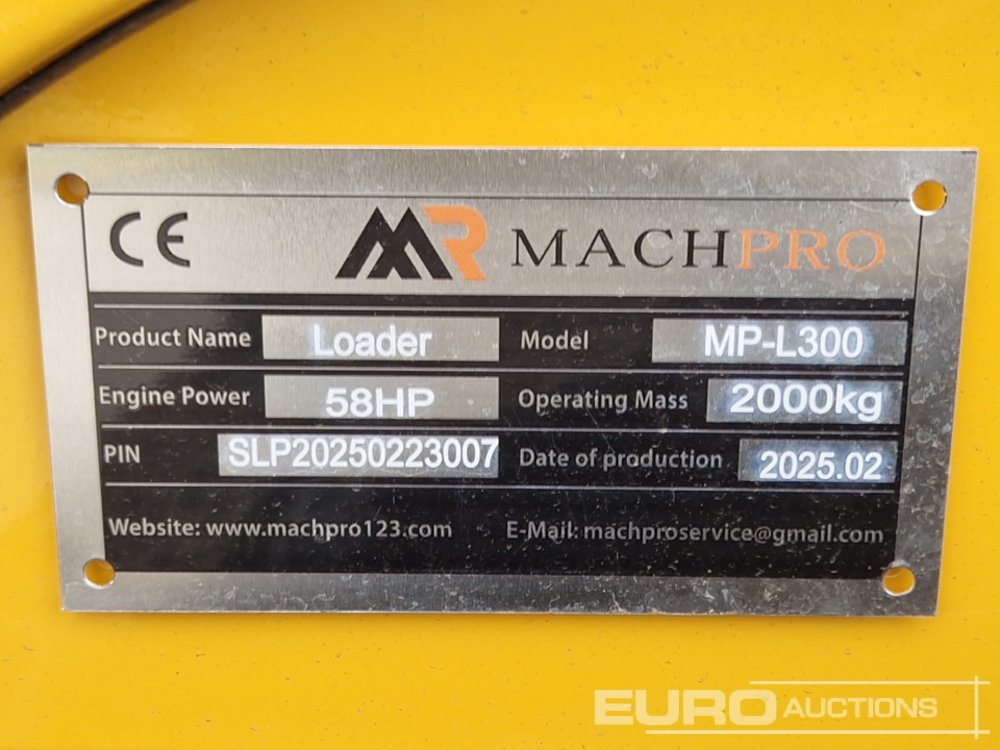 CE MR MACHPRO
Product Name Loader Model MP-L300
Engine Power 58HP Operating Mass 2000kg
PIN SLP20250223007 Date of production 2025.02
Website: www.machpro123.com E-Mail: machproservice@gmail.com
EURO AUCTIONS